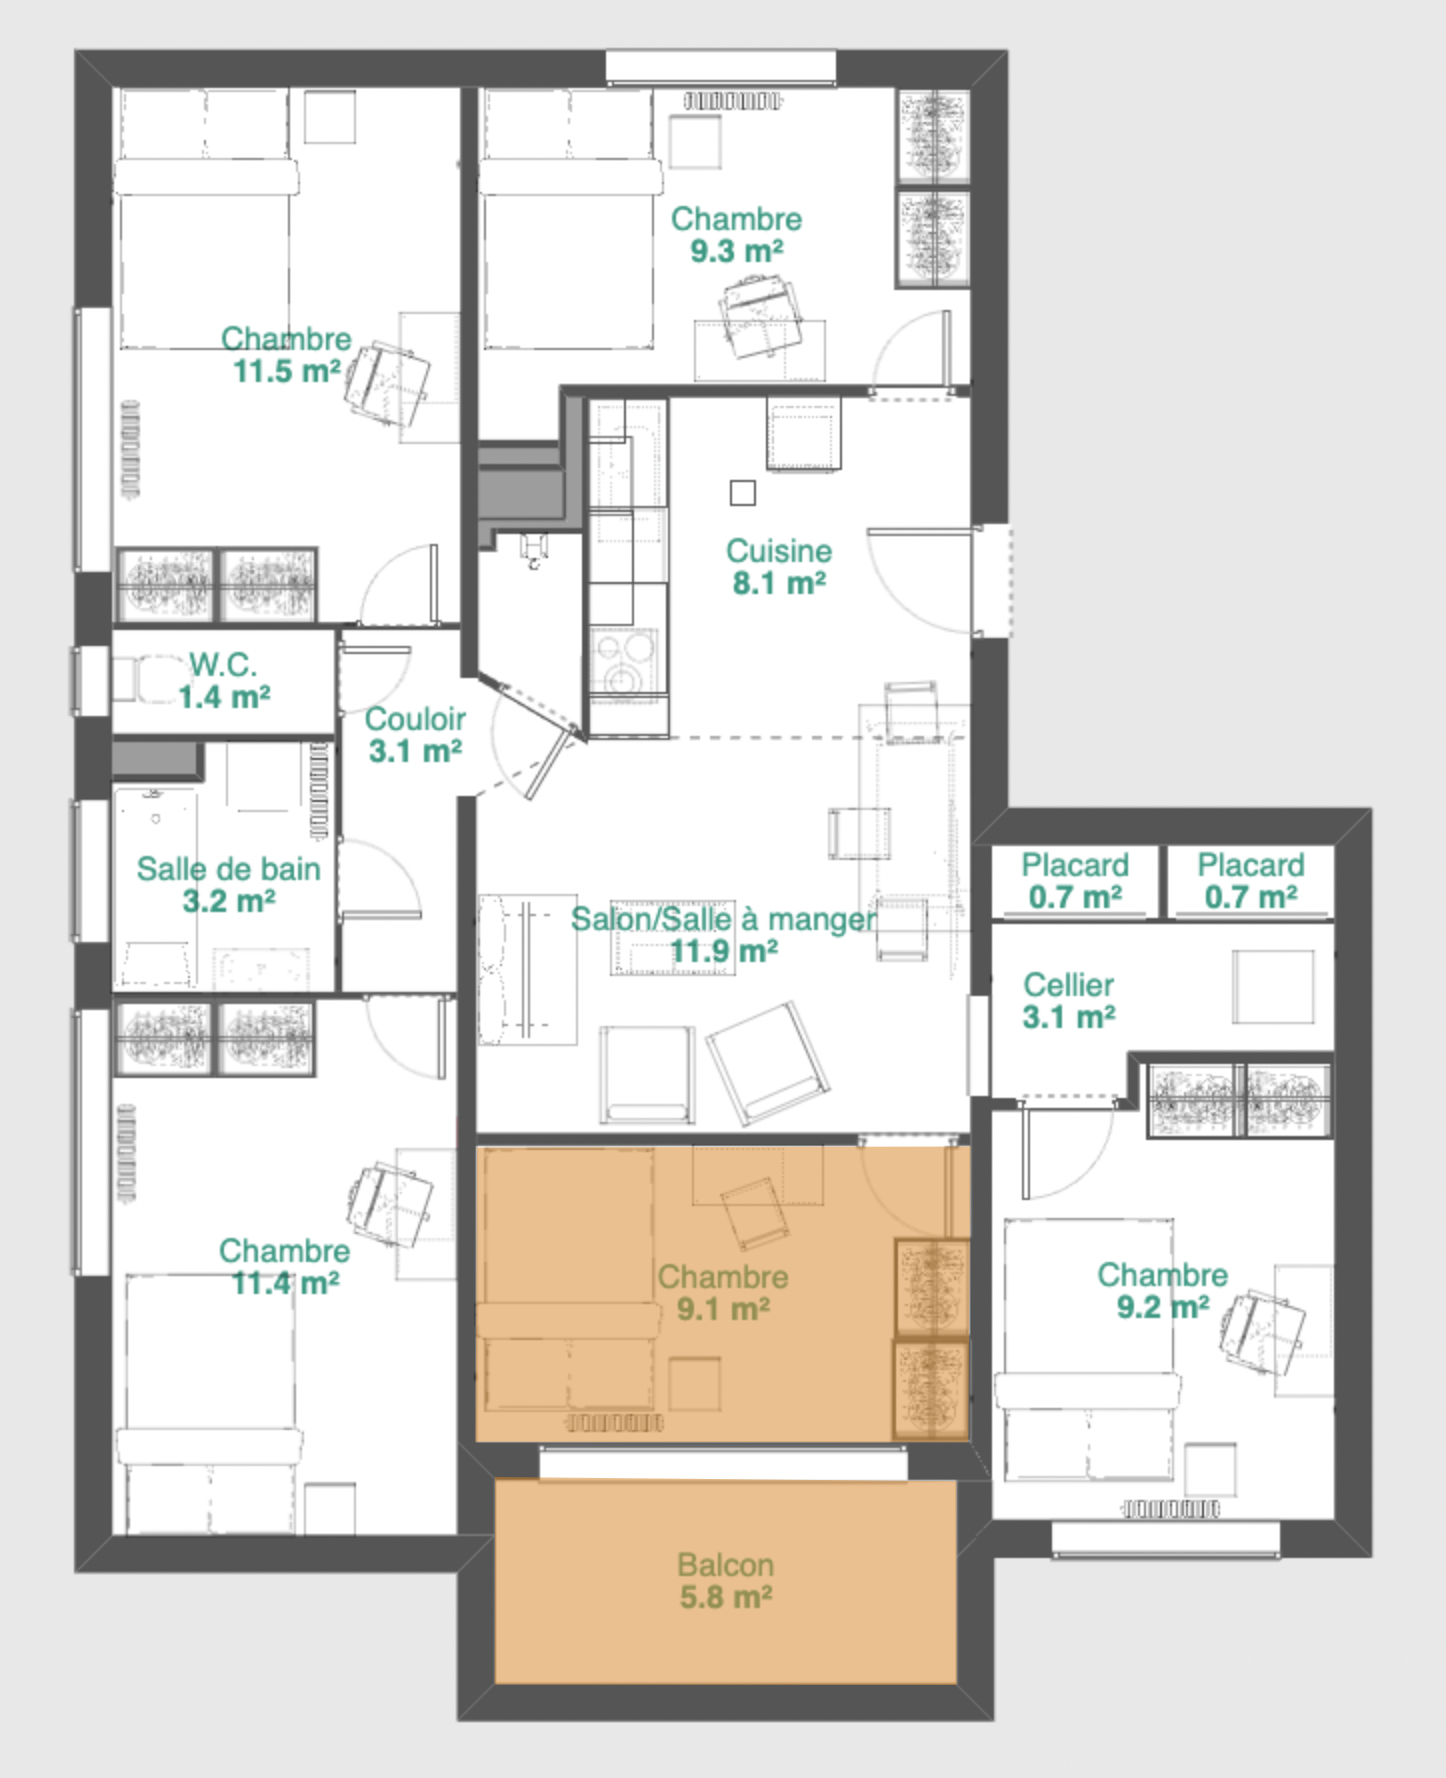 Chambre
9.3 m²
Chambre
11.5 m²
Cuisine
8.1 m²
W.C.
1.4 m²
Couloir
3.1 m²
Salle de bain
3.2 m²
Salon/Salle à manger
11.9 m²
Placard
0.7 m²
Placard
0.7 m²
Cellier
3.1 m²
Chambre
11.4 m²
Chambre
9.1 m²
Chambre
9.2 m²
Balcon
5.8 m²